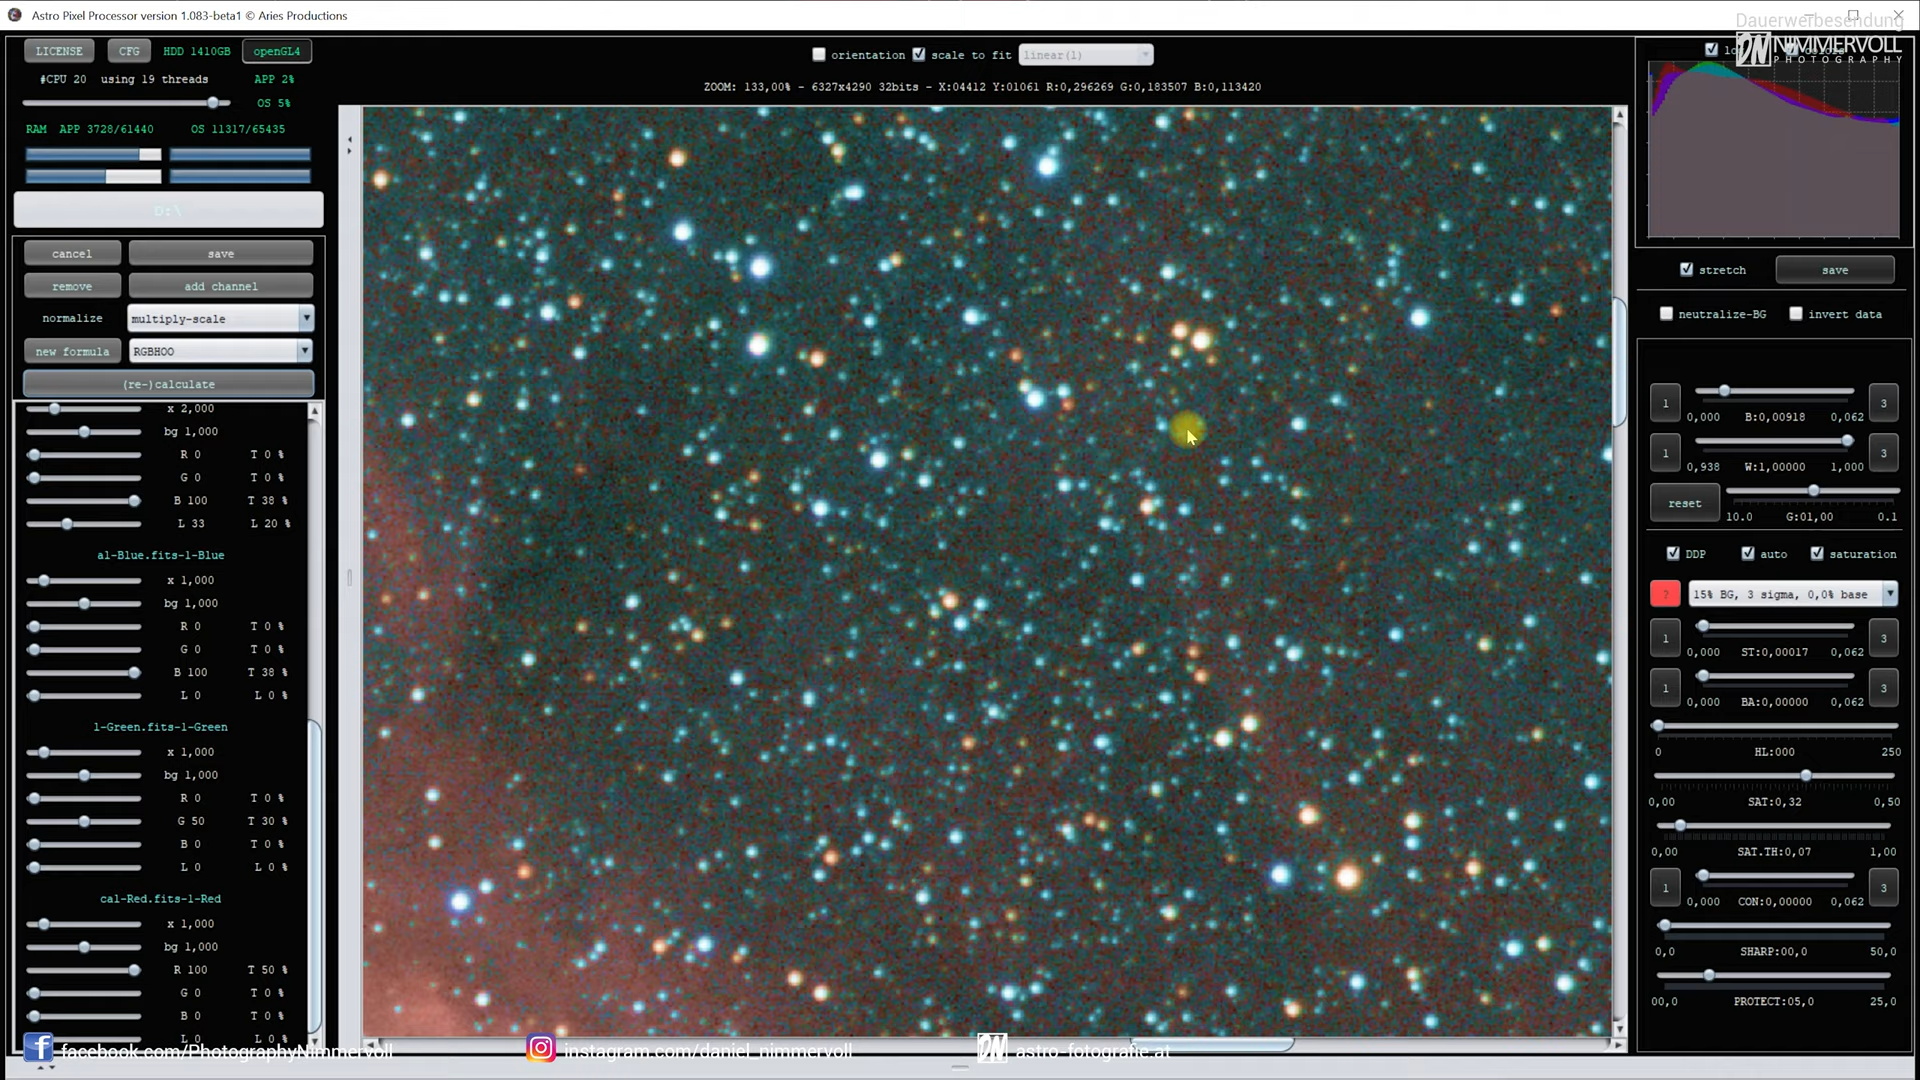 Astro Pixel Processor version 1.083-beta1 © Aries Productions
Dauerwerbesendung
NIMMERVOLL
PHOTOGRAPHY
LICENSE CFG HDD 1410GB openGL4
#CPU 20 using 19 threads APP 2%
OS 5%
RAM APP 3728/61440 OS 11317/65435
D:\
cancel save
remove add channel
normalize multiply-scale
new formula RGBHOO
(re-)calculate
x 2,000
bg 1,000
R 0 T 0 %
G 0 T 0 %
B 100 T 38 %
L 33 L 20 %
al-Blue.fits-1-Blue
x 1,000
bg 1,000
R 0 T 0 %
G 0 T 0 %
B 100 T 38 %
L 0 L 0 %
l-Green.fits-1-Green
x 1,000
bg 1,000
R 0 T 0 %
G 50 T 30 %
B 0 T 0 %
L 0 L 0 %
cal-Red.fits-1-Red
x 1,000
bg 1,000
R 100 T 50 %
G 0 T 0 %
B 0 T 0 %
L 0 L 0%
orientation scale to fit linear(1)
ZOOM: 133,00% - 6327x4290 32bits - X:04412 Y:01061 R:0,296269 G:0,183507 B:0,113420
stretch save
neutralize-BG invert data
1 3
0,000 B:0,00918 0,062
1 3
0,938 W:1,00000 1,000
reset
10.0 G:01,00 0.1
DDP auto saturation
? 15% BG, 3 sigma, 0,0% base
1 3
0,000 ST:0,00017 0,062
1 3
0,000 BA:0,00000 0,062
0 HL:000 250
0,00 SAT:0,32 0,50
0,00 SAT.TH:0,07 1,00
1 3
0,000 CON:0,00000 0,062
0,0 SHARP:00,0 50,0
00,0 PROTECT:05,0 25,0
facebook.com/PhotographyNimmervoll
instagram.com/daniel_nimmervoll
DN astro-fotografie.at